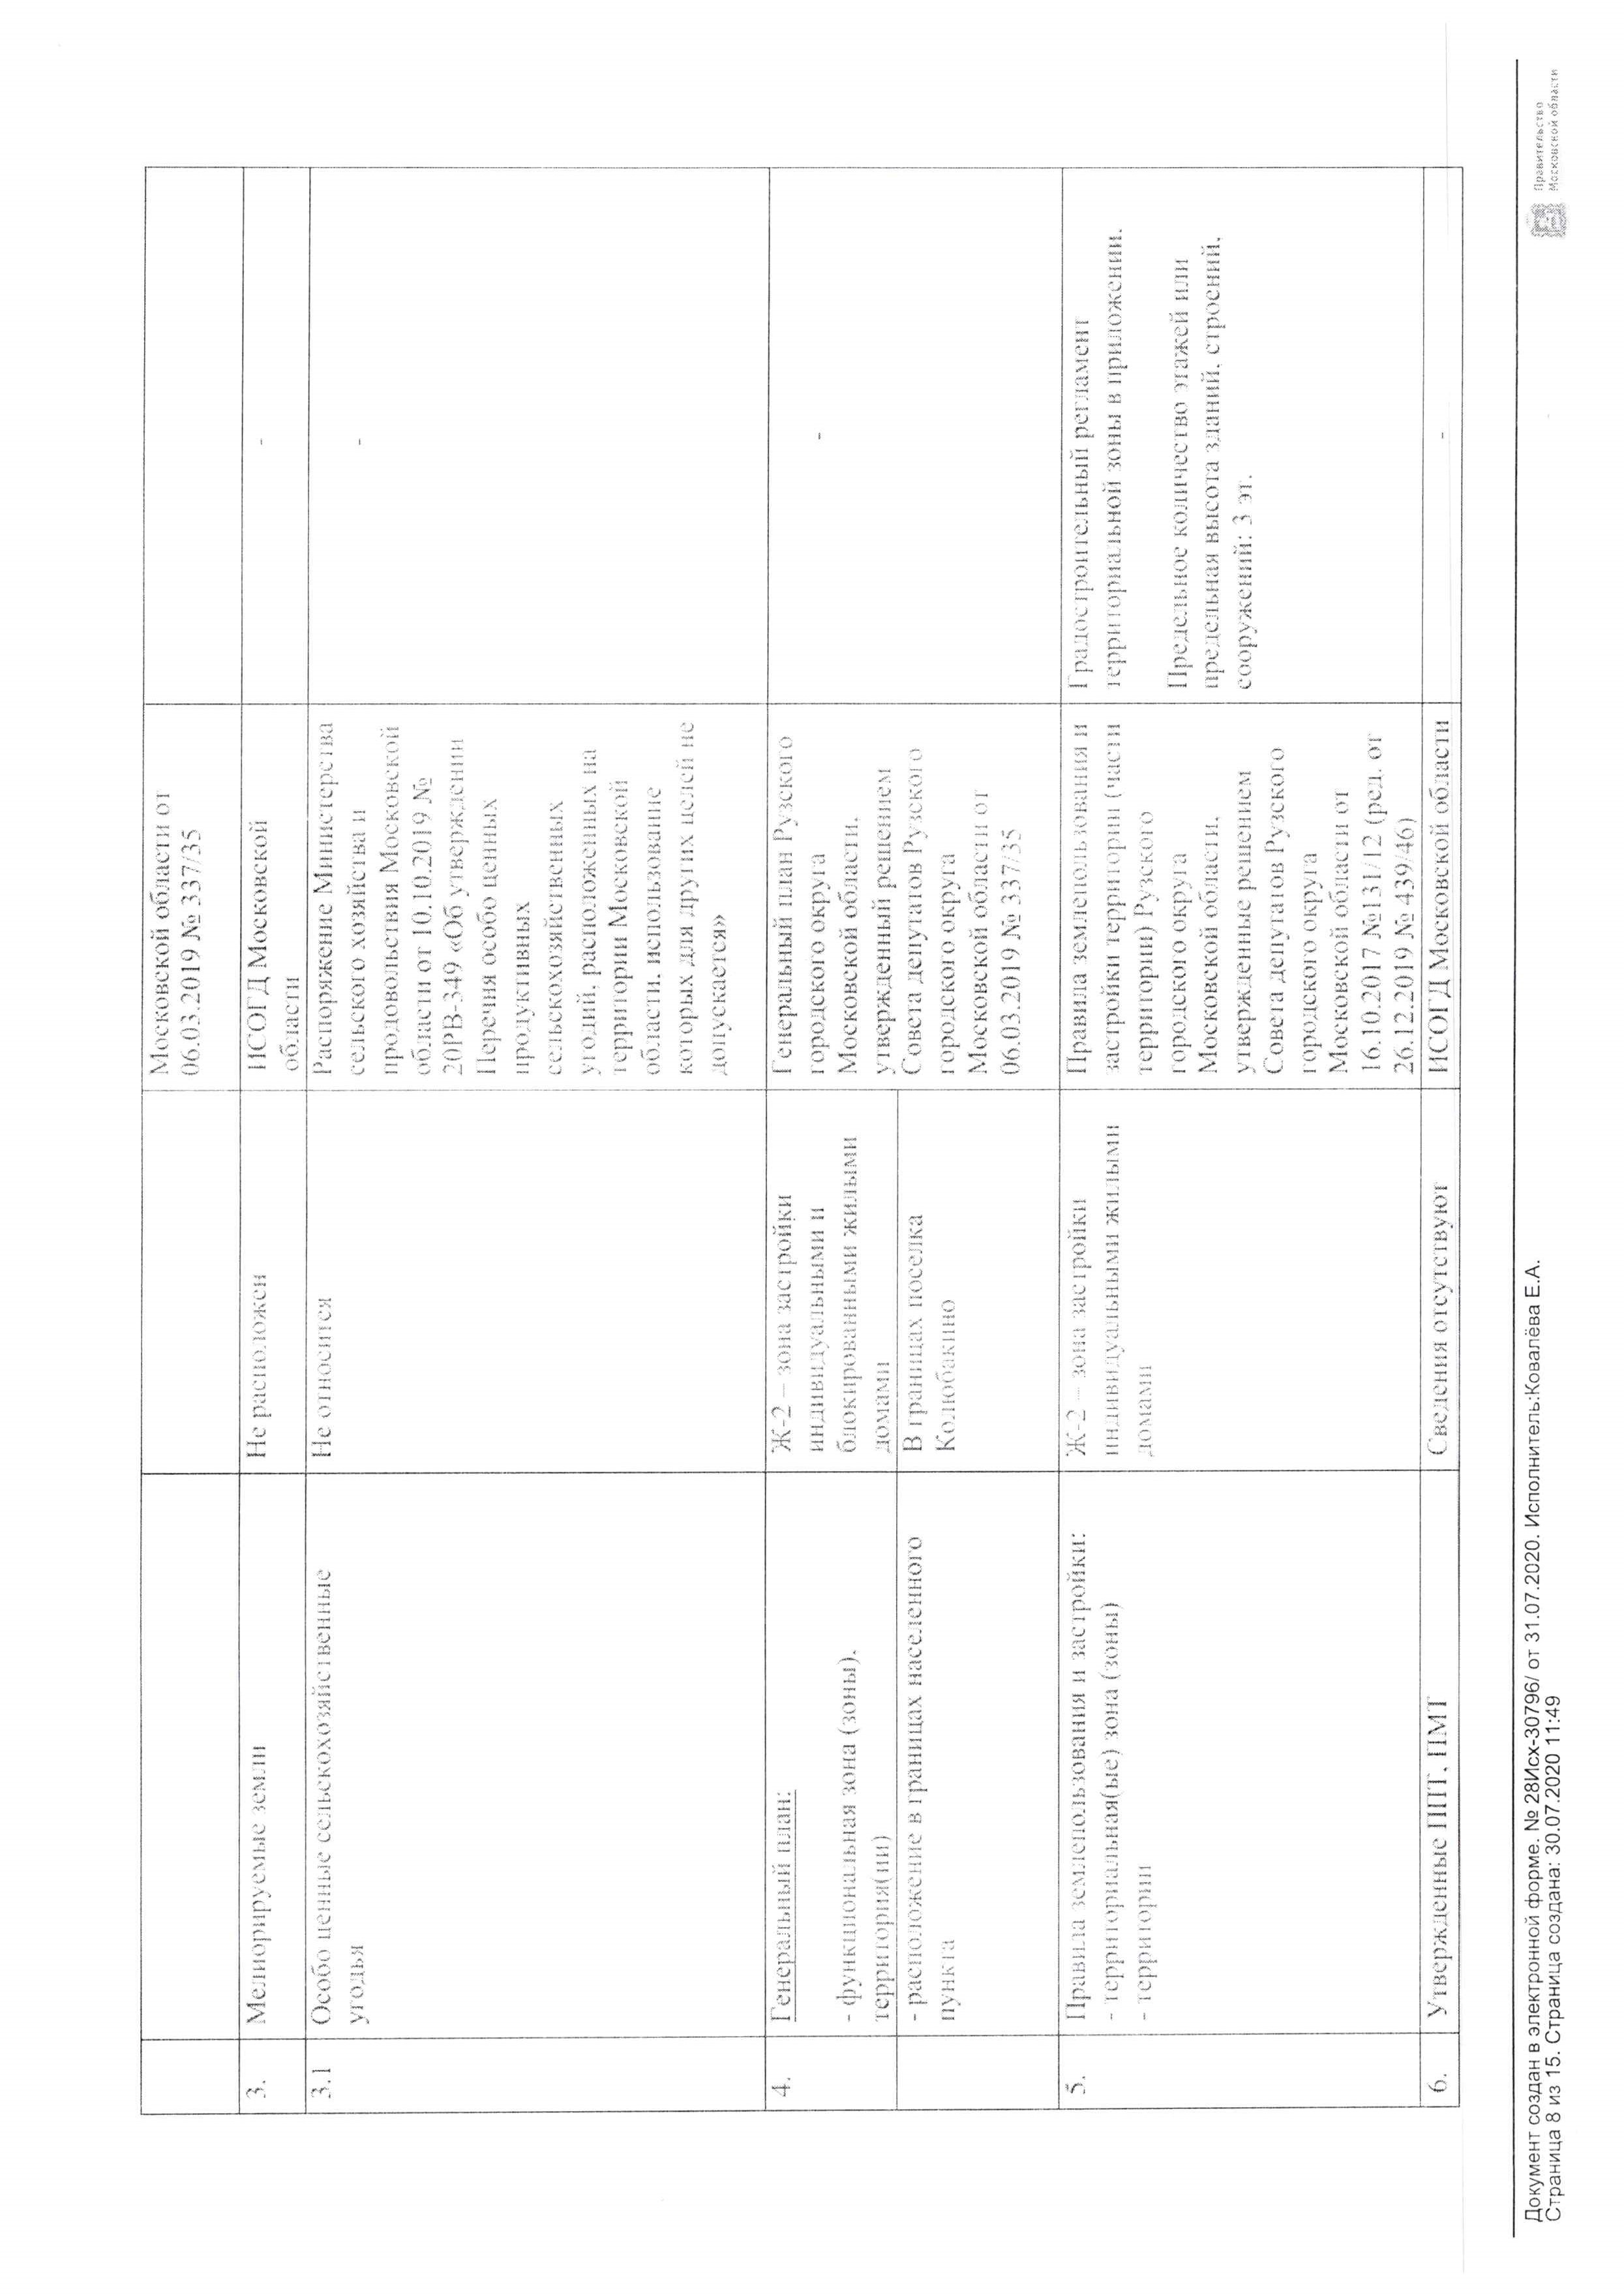 Московской области от
06.03.2019 № 337/35
3.
Мелиорируемые земли
Не расположен
ИСОГД Московской
области
-
3.1
Особо ценные сельскохозяйственные
угодья
Не относится
Распоряжение Министерства
сельского хозяйства и
продовольствия Московской
области от 10.10.2019 №
20РВ-349 «Об утверждении
Перечня особо ценных
продуктивных
сельскохозяйственных
угодий, расположенных на
территории Московской
области, использование
которых для других целей не
допускается»
-
4.
Генеральный план:
- функциональная зона (зоны),
территория(ии)
Ж-2 – зона застройки
индивидуальными и
блокированными жилыми
домами
- расположение в границах населенного
пункта
В границах поселка
Колюбакино
Генеральный план Рузского
городского округа
Московской области,
утвержденный решением
Совета депутатов Рузского
городского округа
Московской области от
06.03.2019 № 337/35
-
5.
Правила землепользования и застройки:
- территориальная(ые) зона (зоны)
- территории
Ж-2 – зона застройки
индивидуальными жилыми
домами
Правила землепользования и
застройки территории (части
территории) Рузского
городского округа
Московской области,
утвержденные решением
Совета депутатов Рузского
городского округа
Московской области от
16.10.2017 №131/12 (ред. от
26.12.2019 № 439/46)
Градостроительный регламент
территориальной зоны в приложении.
Предельное количество этажей или
предельная высота зданий, строений,
сооружений: 3 эт.
6.
Утвержденные ППТ, ПМТ
Сведения отсутствуют
ИСОГД Московской области
-
Документ создан в электронной форме. № 28Исх-30796/ от 31.07.2020. Исполнитель:Ковалёва Е.А.
Страница 8 из 15. Страница создана: 30.07.2020 11:49
Правительство
Московской области